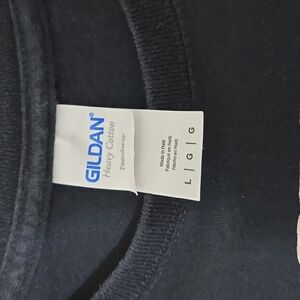 GILDAN®
Heavy Cotton
TearAway
Made in Haiti
Fabriqué en Haïti
Hecho en Haití
L | G | G